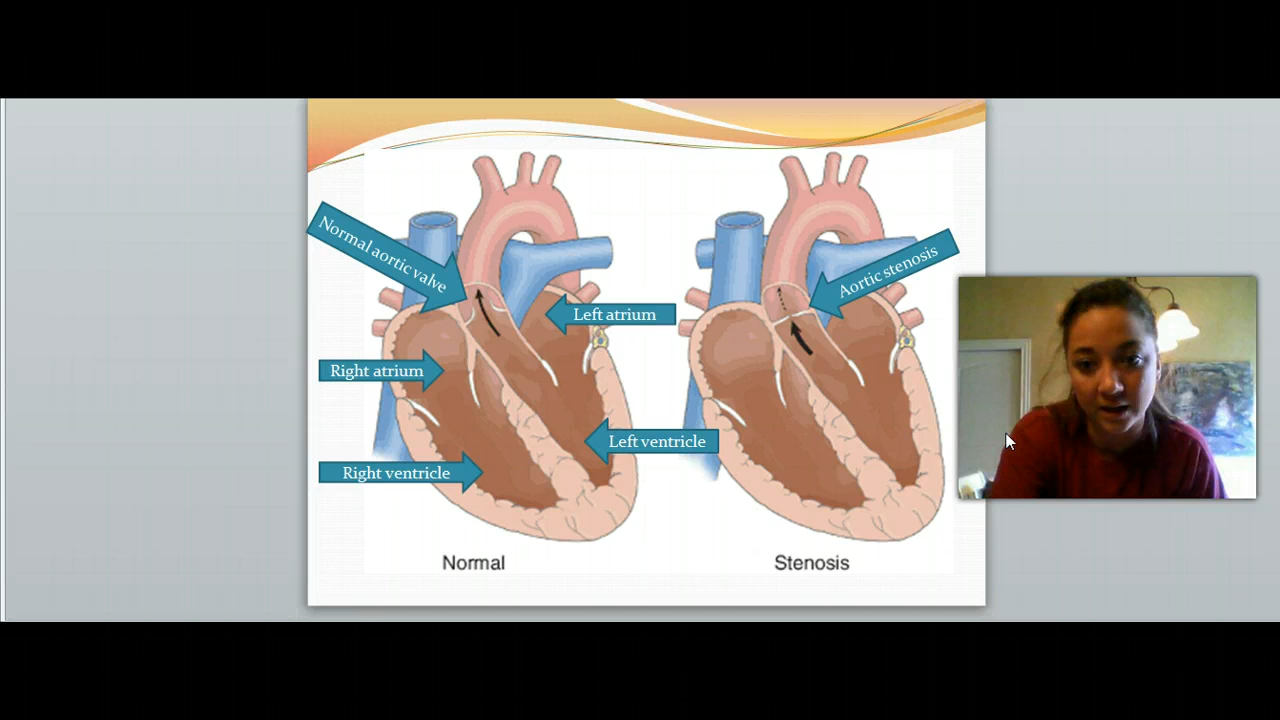 Normal aortic valve
Aortic stenosis
Left atrium
Right atrium
Left ventricle
Right ventricle
Normal
Stenosis